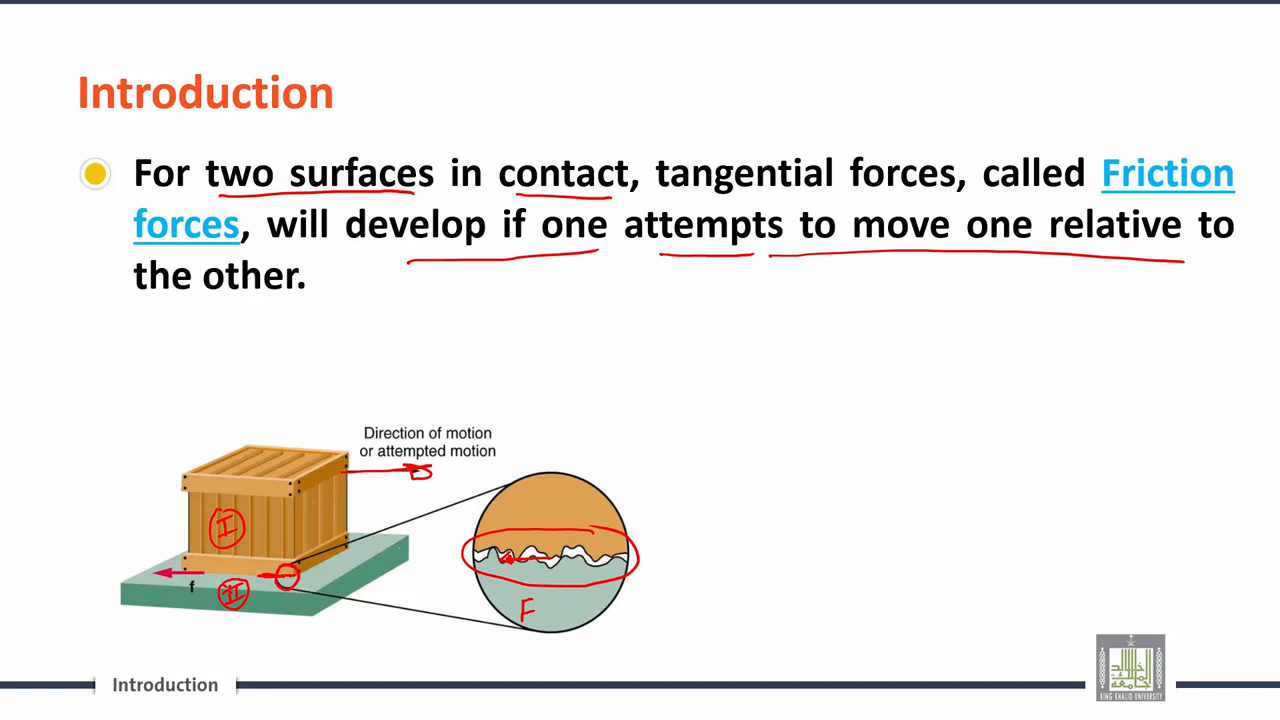 Introduction
For two surfaces in contact, tangential forces, called Friction
forces, will develop if one attempts to move one relative to
the other.
Direction of motion
or attempted motion
I
f
II
F
Introduction
KING KHALID UNIVERSITY